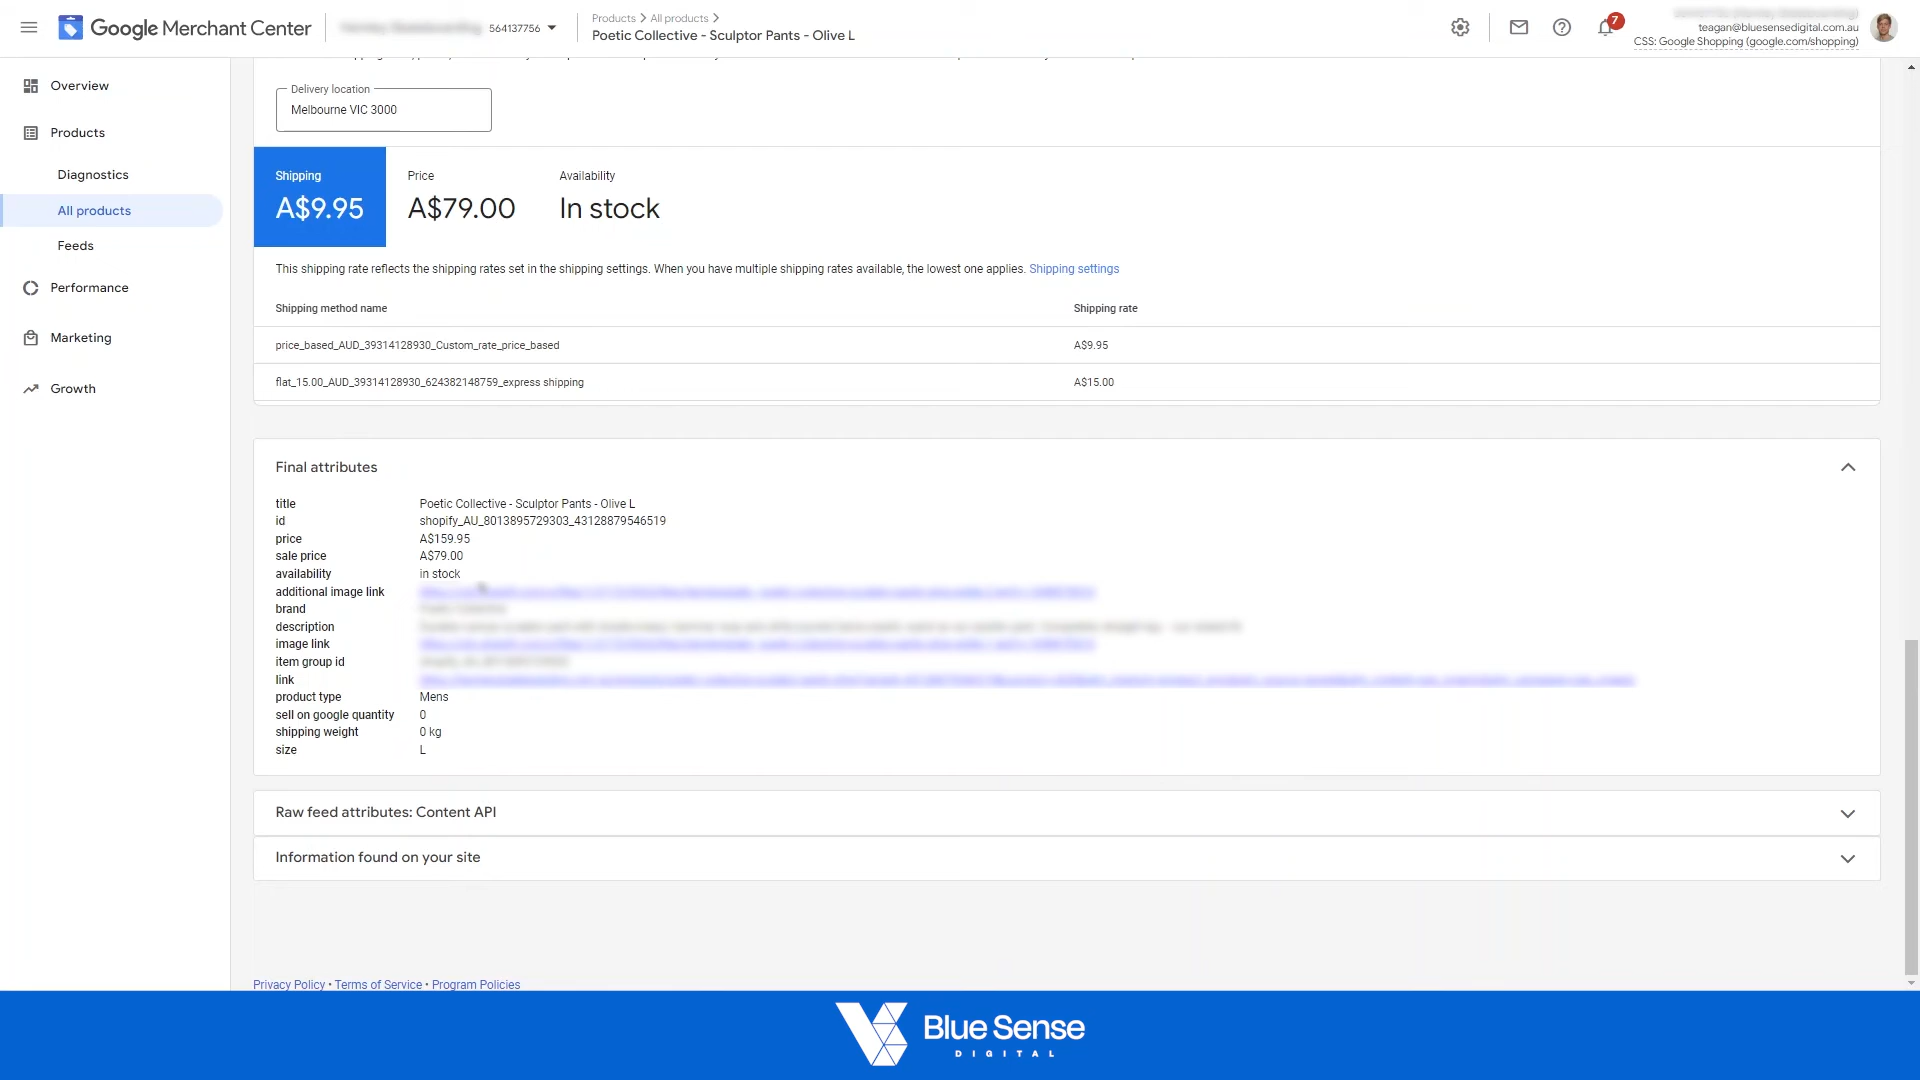 Google Merchant Center
564137756
Products > All products >
Poetic Collective - Sculptor Pants - Olive L
7
teagan@bluesensedigital.com.au
CSS: Google Shopping (google.com/shopping)
Overview
Products
Diagnostics
All products
Feeds
Performance
Marketing
Growth
Delivery location
Melbourne VIC 3000
Shipping
A$9.95
Price
A$79.00
Availability
In stock
This shipping rate reflects the shipping rates set in the shipping settings. When you have multiple shipping rates available, the lowest one applies. Shipping settings
Shipping method name
Shipping rate
price_based_AUD_39314128930_Custom_rate_price_based
A$9.95
flat_15.00_AUD_39314128930_624382148759_express shipping
A$15.00
Final attributes
title Poetic Collective - Sculptor Pants - Olive L
id shopify_AU_8013895729303_43128879546519
price A$159.95
sale price A$79.00
availability in stock
additional image link
brand
description
image link
item group id
link
product type Mens
sell on google quantity 0
shipping weight 0 kg
size L
Raw feed attributes: Content API
Information found on your site
Privacy Policy • Terms of Service • Program Policies
Blue Sense
DIGITAL